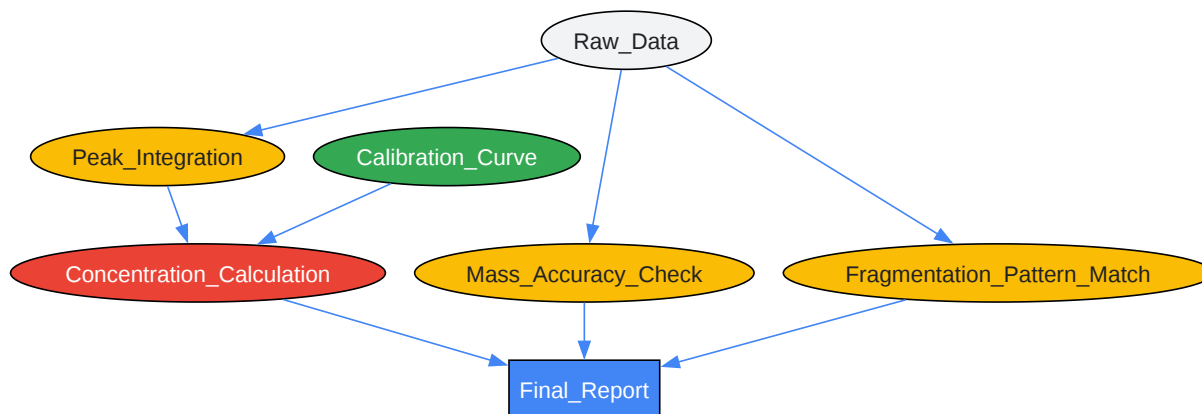 Raw_Data
Peak_Integration
Calibration_Curve
Concentration_Calculation
Mass_Accuracy_Check
Fragmentation_Pattern_Match
Final_Report